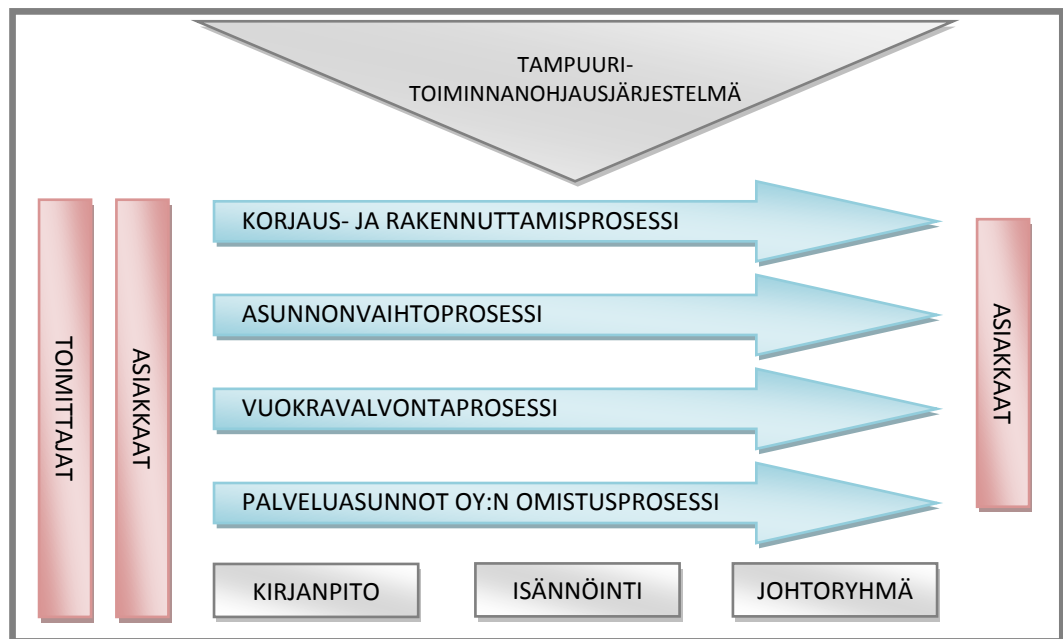 TAMPUURI-
TOIMINNANOHJAUSJÄRJESTELMÄ
TOIMITTAJAT
ASIAKKAAT
KORJAUS- JA RAKENNUTTAMISPROSESSI
ASUNNONVAIHTOPROSESSI
VUOKRAVALVONTAPROSESSI
PALVELUASUNNOT OY:N OMISTUSPROSESSI
ASIAKKAAT
KIRJANPITO
ISÄNNÖINTI
JOHTORYHMÄ